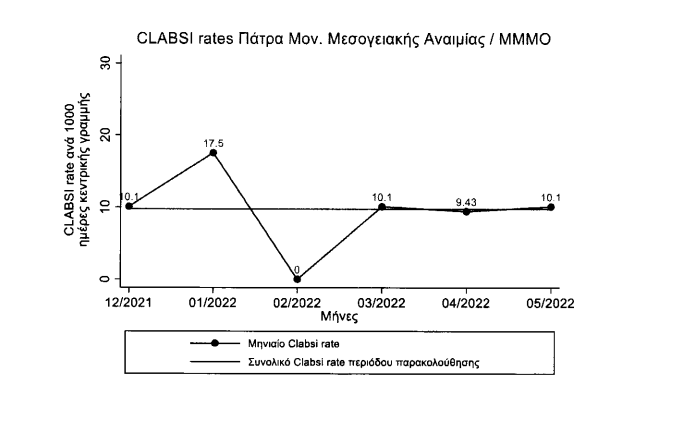 CLABSI rates Πάτρα Μον. Μεσογειακής Αναιμίας / ΜΜΜΟ
CLABSI rate ανά 1000
ημέρες κεντρικής γραμμής
30
20
10
0
10.1
17.5
0
10.1
9.43
10.1
12/2021
01/2022
02/2022
03/2022
04/2022
05/2022
Μήνες
Μηνιαίο Clabsi rate
Συνολικό Clabsi rate περιόδου παρακολούθησης